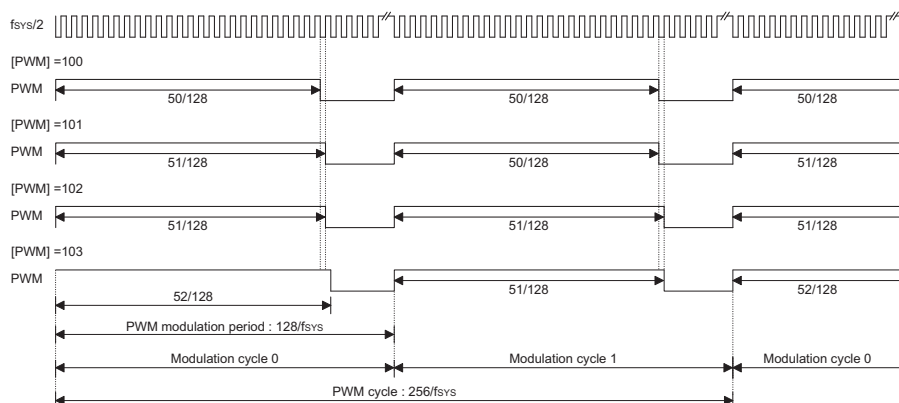 fSYS/2
[PWM] =100
PWM
50/128
50/128
50/128
[PWM] =101
PWM
51/128
50/128
51/128
[PWM] =102
PWM
51/128
51/128
51/128
[PWM] =103
PWM
52/128
51/128
52/128
PWM modulation period : 128/fSYS
Modulation cycle 0
Modulation cycle 1
Modulation cycle 0
PWM cycle : 256/fSYS